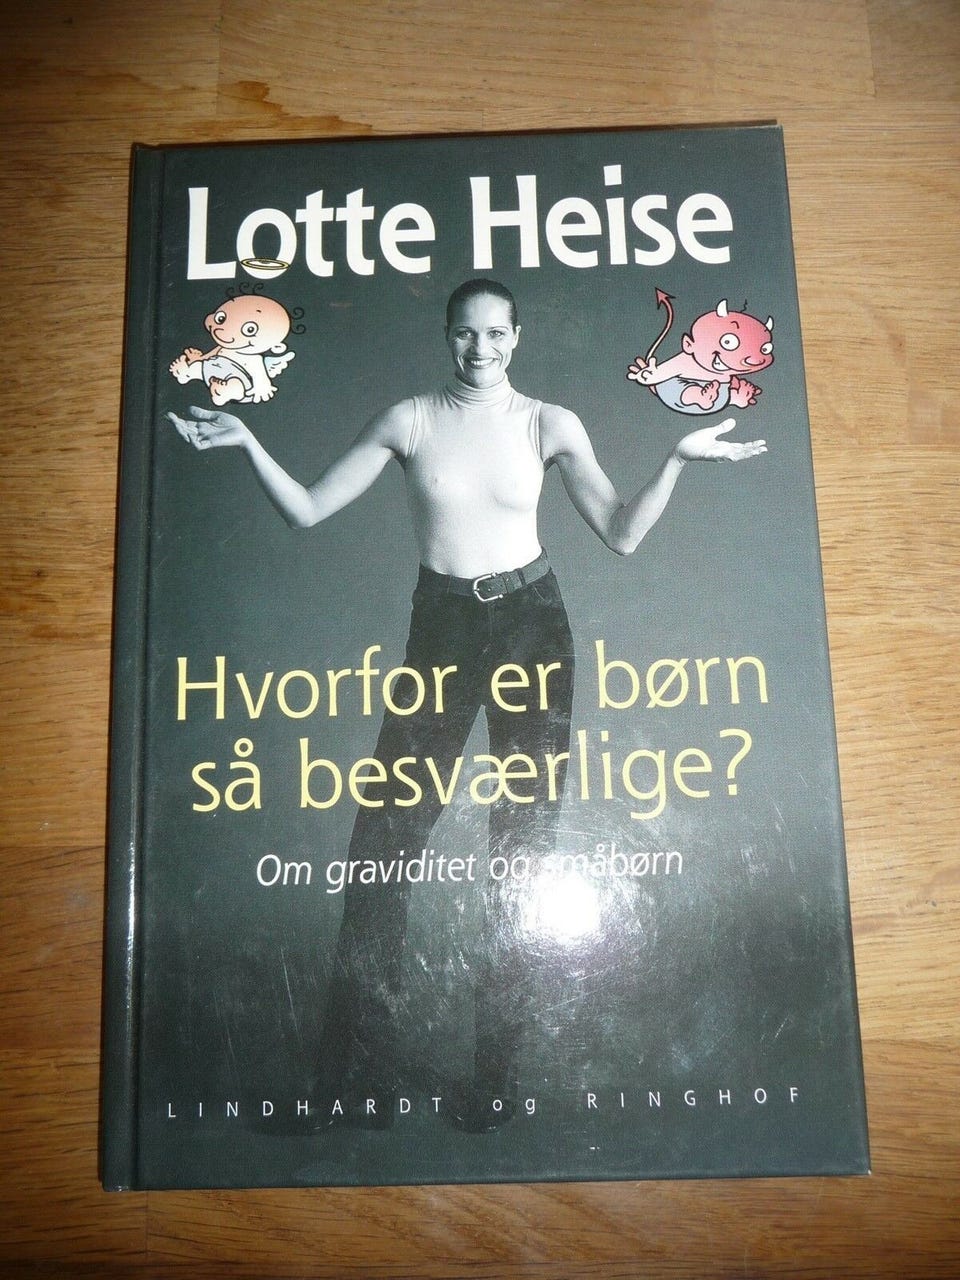 Lotte Heise
Hvorfor er børn
så besværlige?
Om graviditet og småbørn
LINDHARDT og RINGHOF